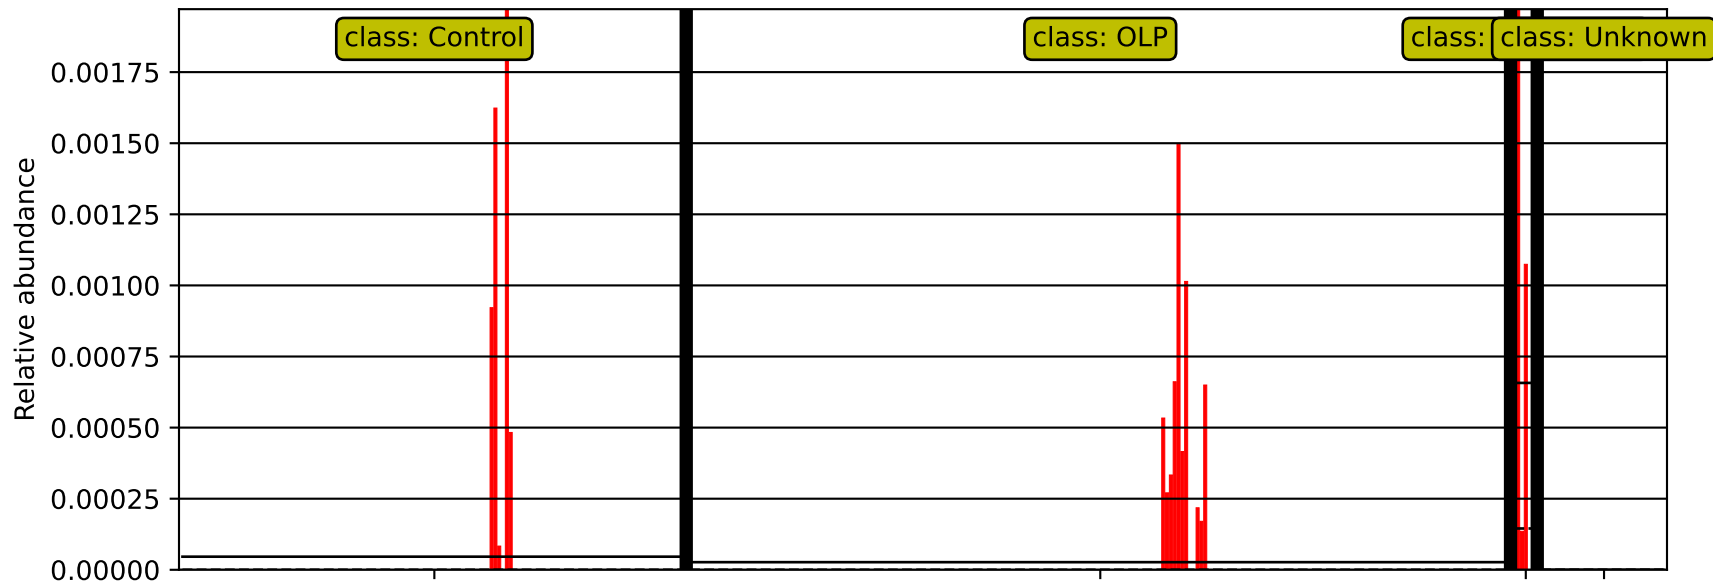 class: Control
class: OLP
class:
class: Unknown
0.00175
0.00150
0.00125
0.00100
0.00075
0.00050
0.00025
0.00000
Relative abundance